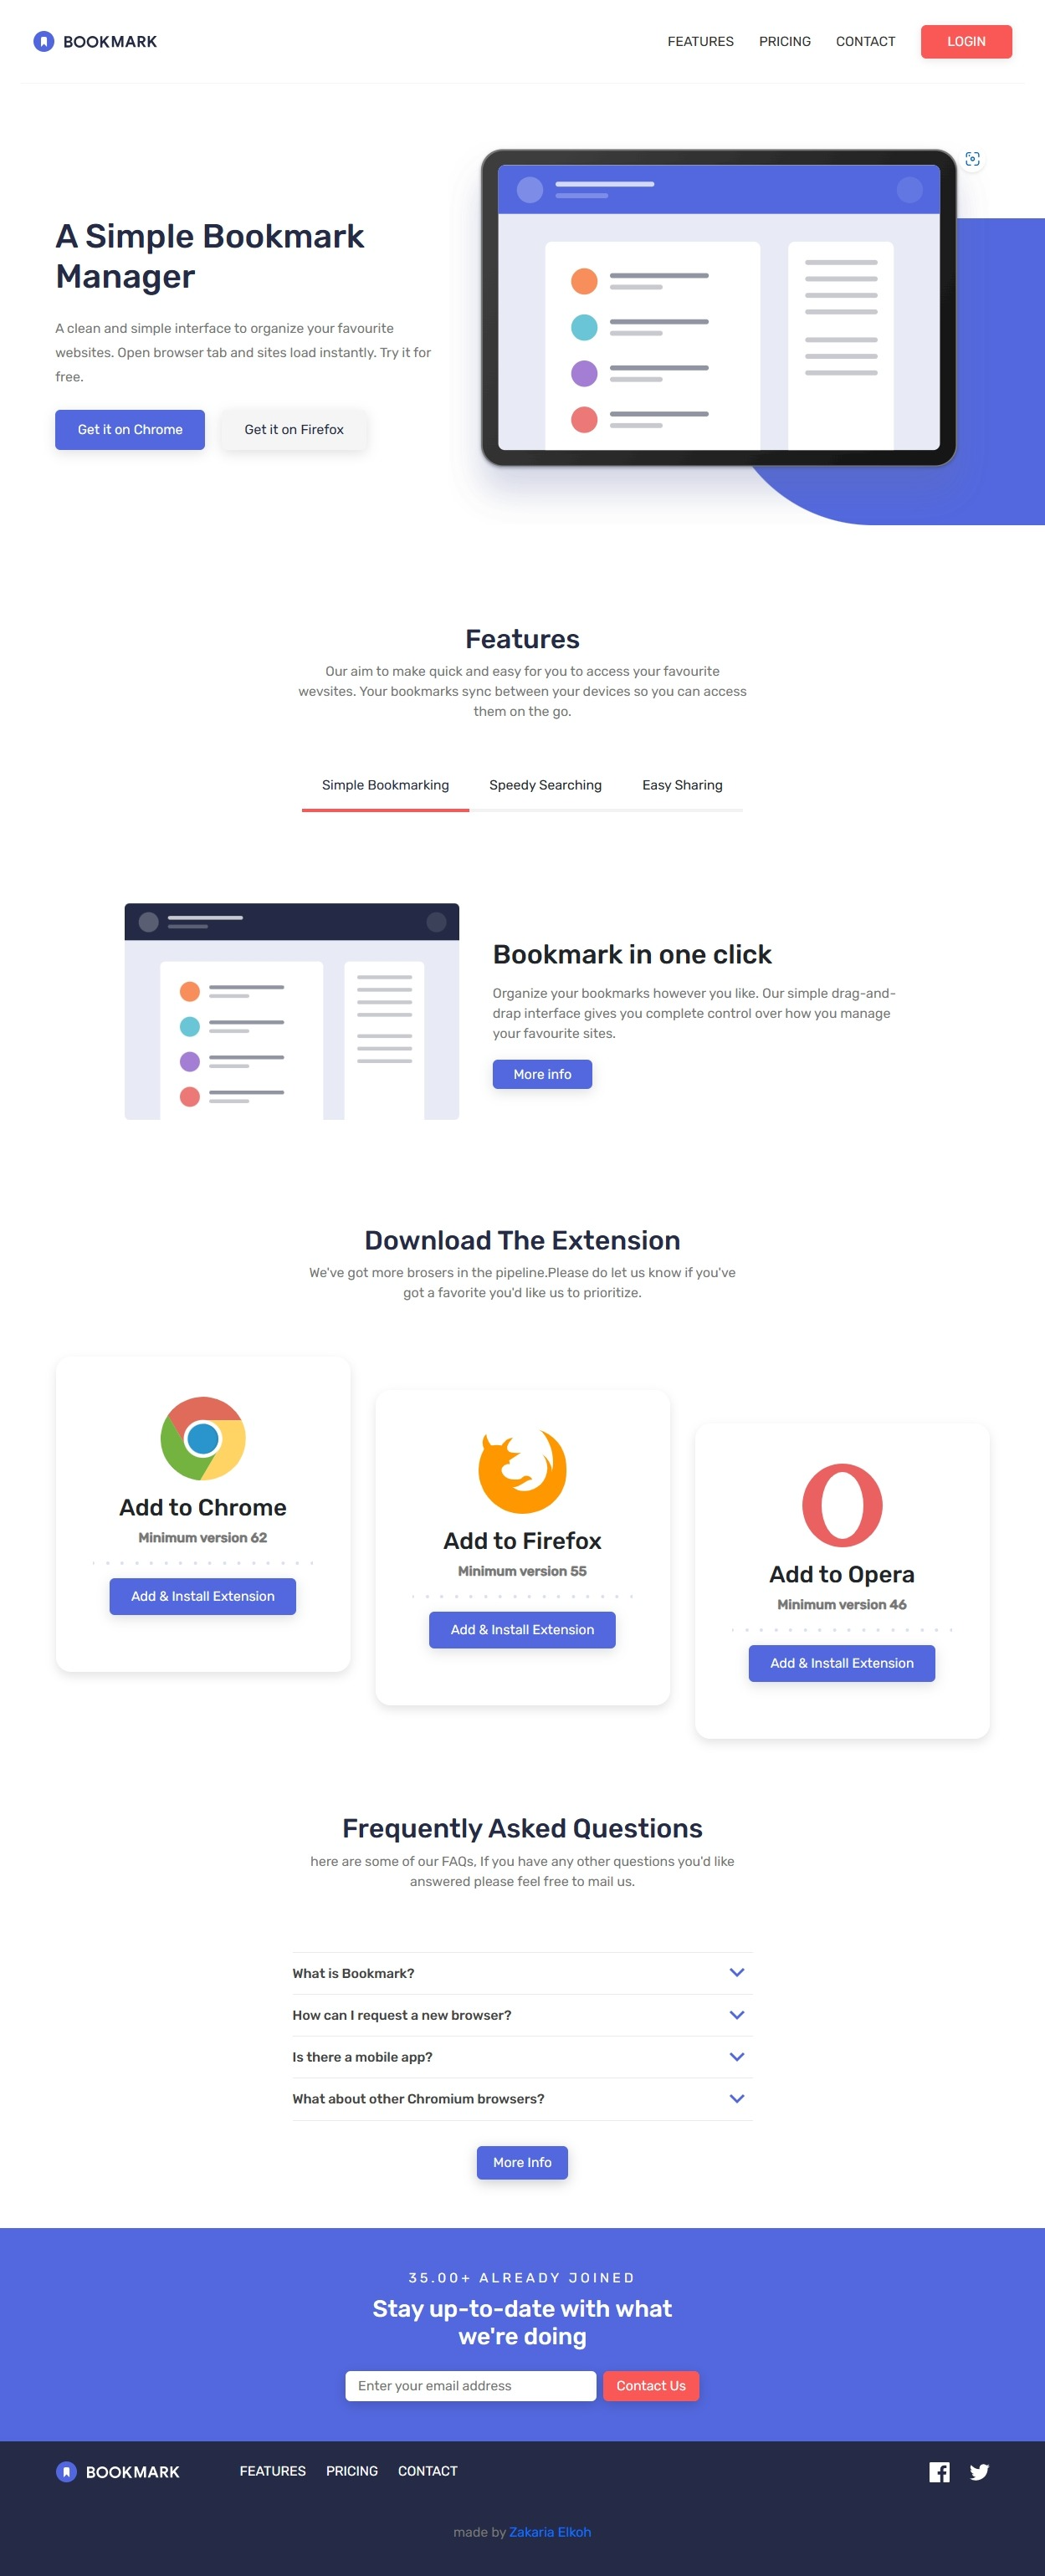 BOOKMARK
FEATURES PRICING CONTACT LOGIN
A Simple Bookmark
Manager
A clean and simple interface to organize your favourite
websites. Open browser tab and sites load instantly. Try it for
free.
Get it on Chrome Get it on Firefox
Features
Our aim to make quick and easy for you to access your favourite
wevsites. Your bookmarks sync between your devices so you can access
them on the go.
Simple Bookmarking Speedy Searching Easy Sharing
Bookmark in one click
Organize your bookmarks however you like. Our simple drag-and-
drap interface gives you complete control over how you manage
your favourite sites.
More info
Download The Extension
We've got more brosers in the pipeline.Please do let us know if you've
got a favorite you'd like us to prioritize.
Add to Chrome
Minimum version 62
Add & Install Extension
Add to Firefox
Minimum version 55
Add & Install Extension
Add to Opera
Minimum version 46
Add & Install Extension
Frequently Asked Questions
here are some of our FAQs, If you have any other questions you'd like
answered please feel free to mail us.
What is Bookmark?
How can I request a new browser?
Is there a mobile app?
What about other Chromium browsers?
More Info
35.00+ ALREADY JOINED
Stay up-to-date with what
we're doing
Enter your email address Contact Us
BOOKMARK FEATURES PRICING CONTACT
made by Zakaria Elkoh